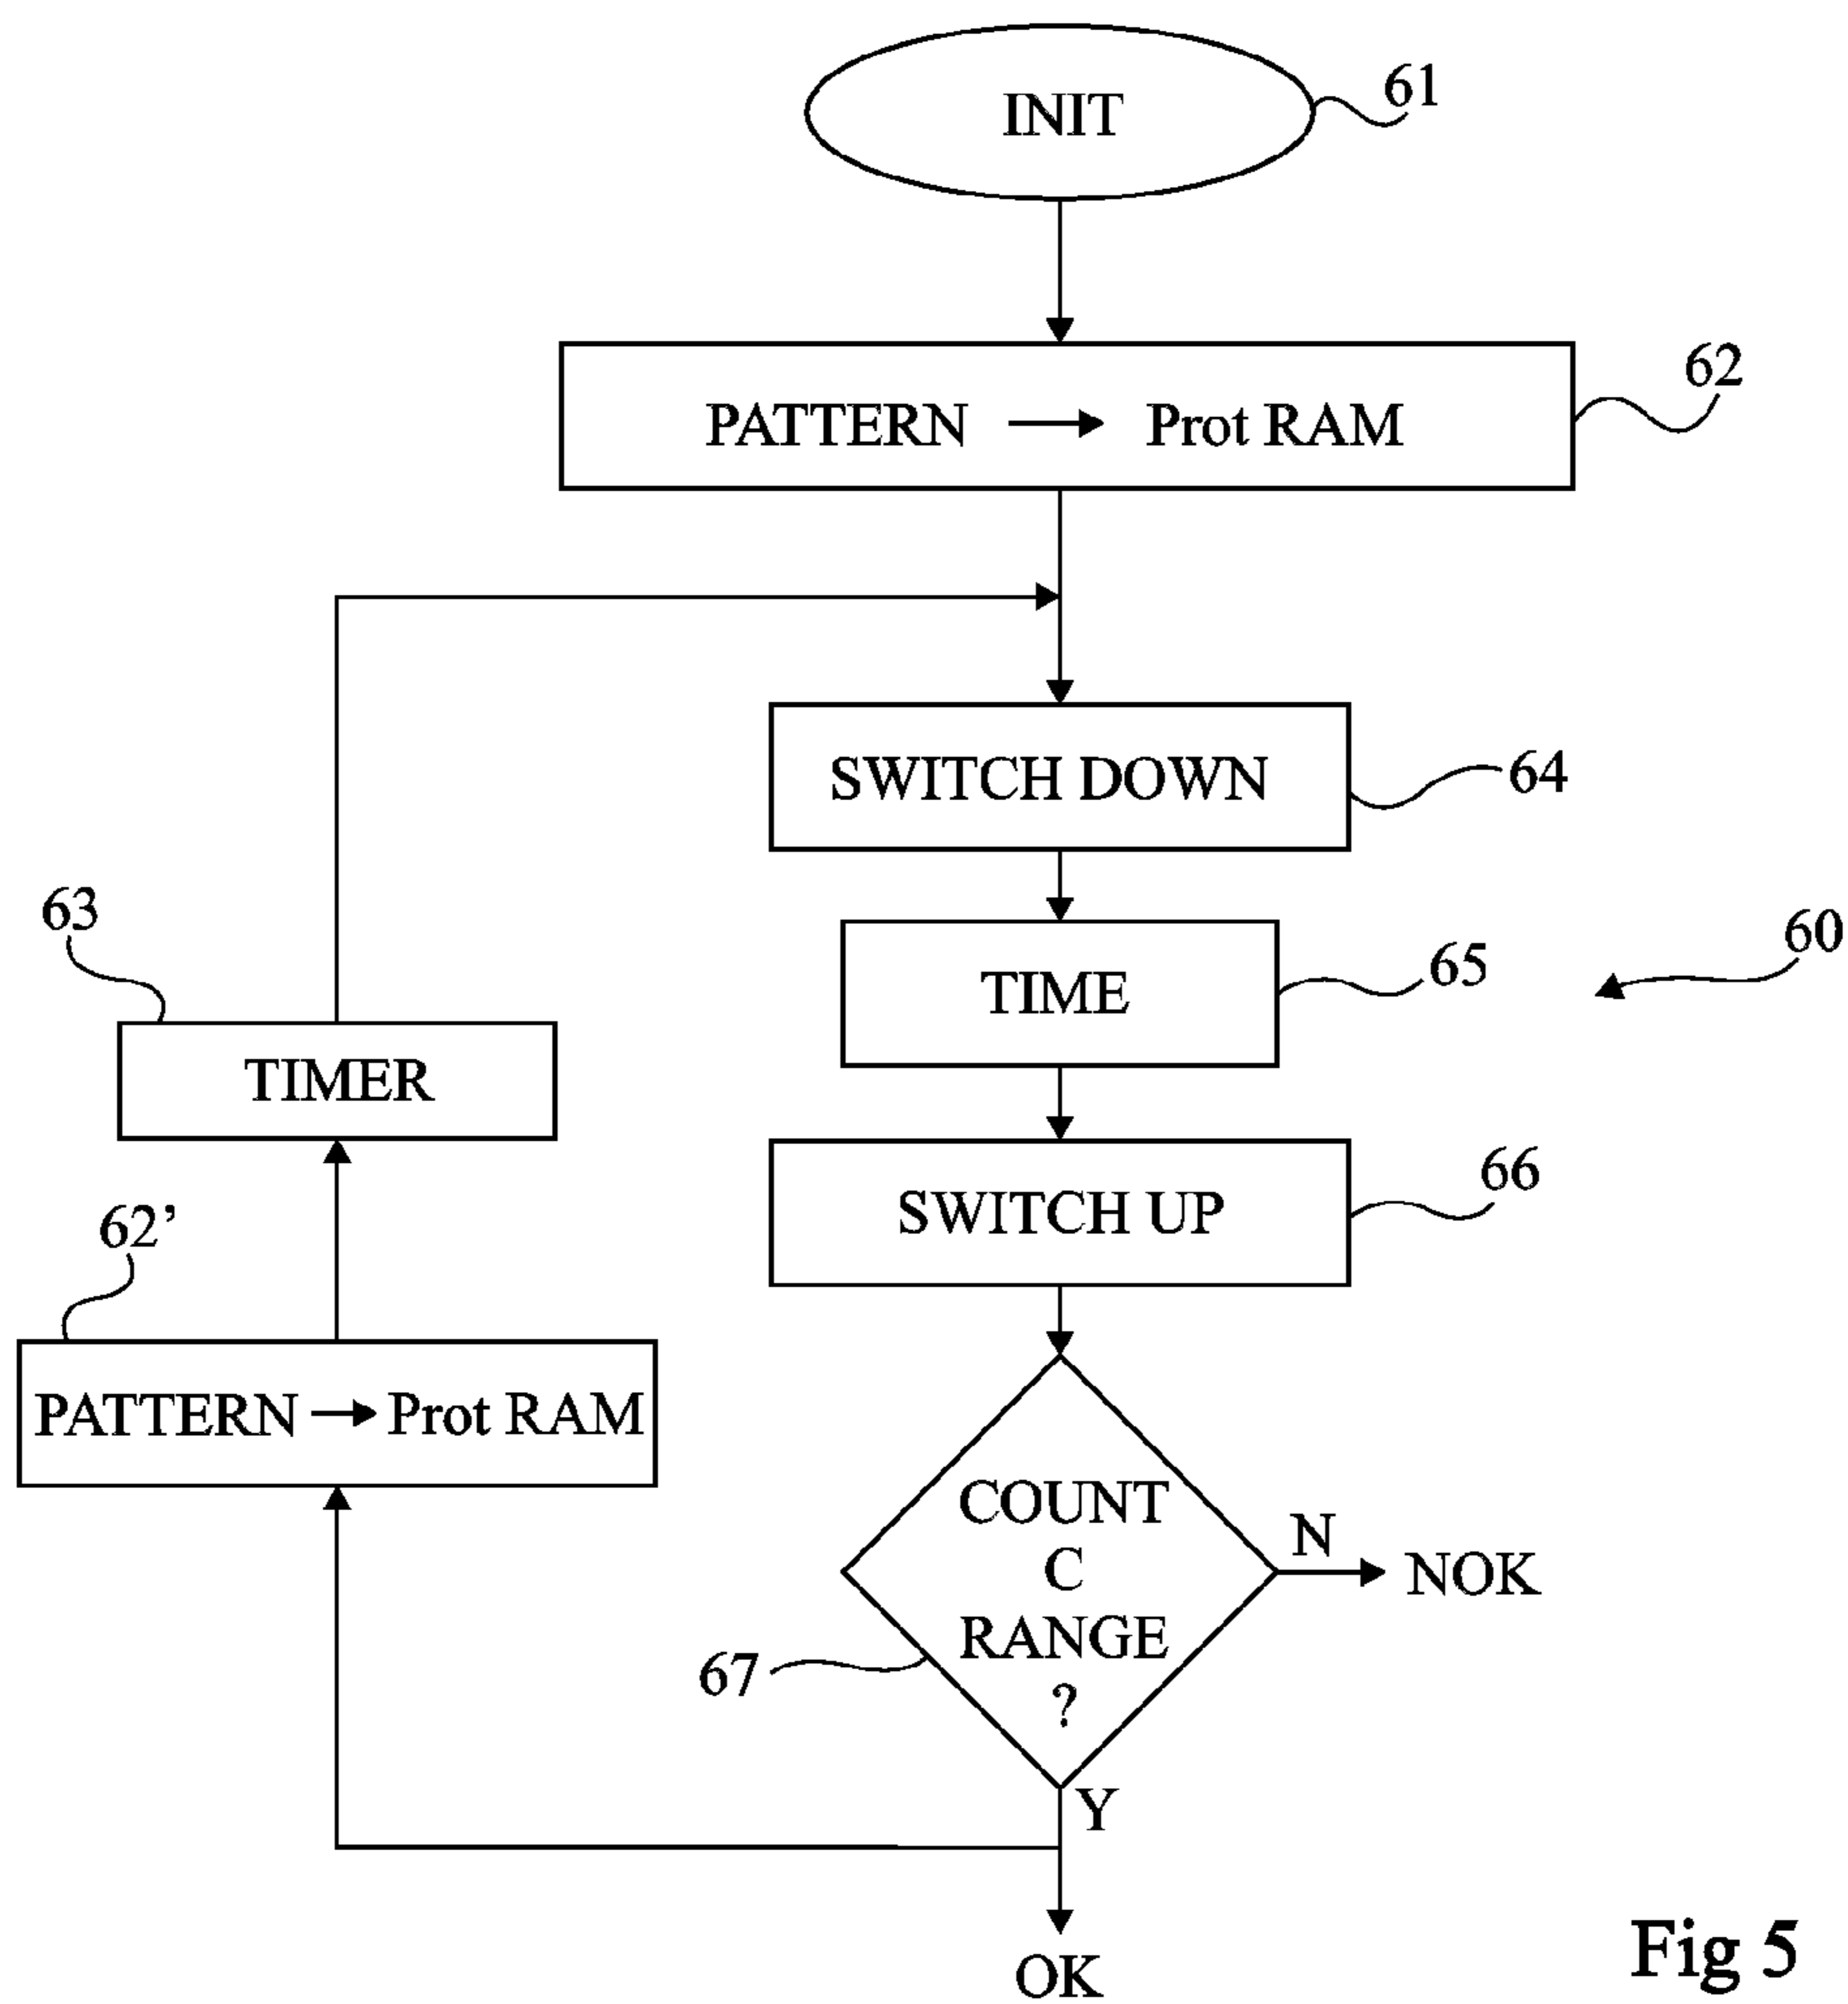 INIT
61
PATTERN → Prot RAM
62
SWITCH DOWN
64
63
TIME
65
60
TIMER
SWITCH UP
66
62’
PATTERN → Prot RAM
COUNT
C
RANGE
?
N
NOK
67
Y
OK
Fig 5